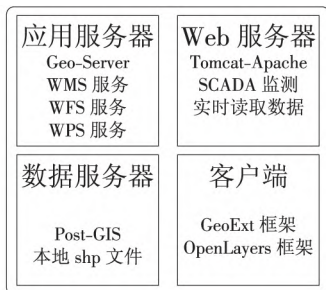 应用服务器
Geo-Server
WMS 服务
WFS 服务
WPS 服务
Web 服务器
Tomcat-Apache
SCADA 监测
实时读取数据
数据服务器
Post-GIS
本地 shp 文件
客户端
GeoExt 框架
OpenLayers 框架